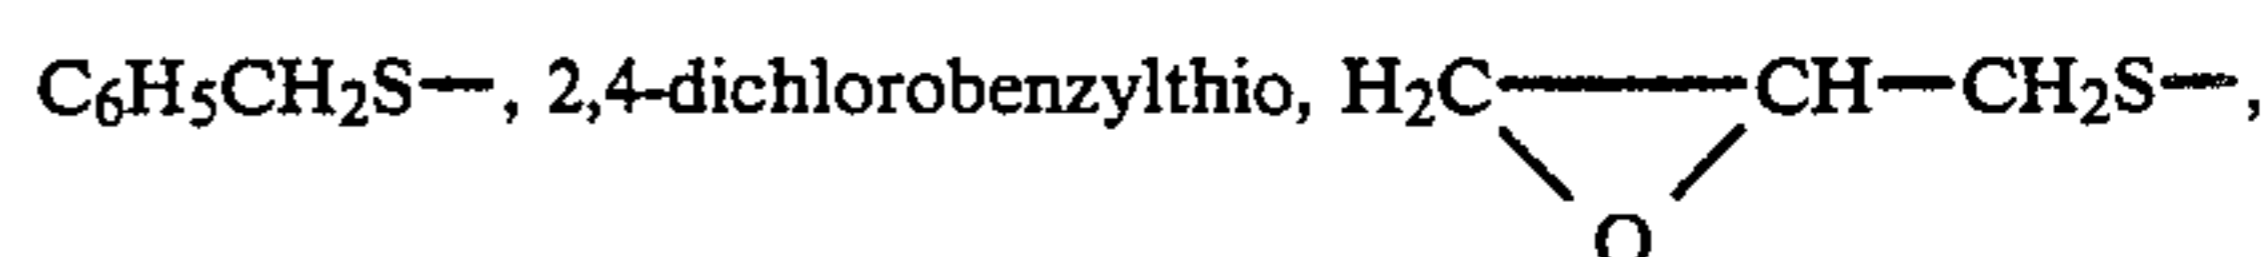 C6H5CH2S—, 2,4-dichlorobenzylthio, H2C—CH—CH2S—,
O